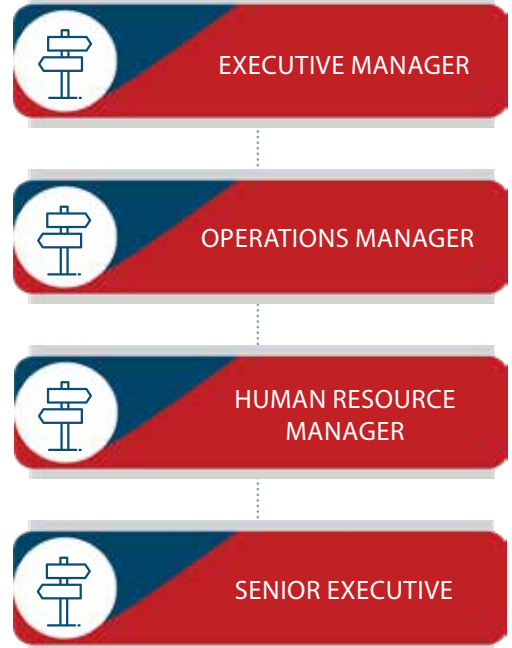 EXECUTIVE MANAGER
OPERATIONS MANAGER
HUMAN RESOURCE
MANAGER
SENIOR EXECUTIVE